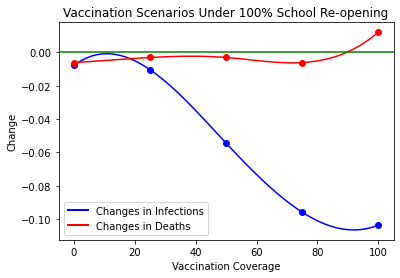 Vaccination Scenarios Under 100% School Re-opening
0.00
−0.02
−0.04
−0.06
−0.08
−0.10
Change
Changes in Infections
Changes in Deaths
0 20 40 60 80 100
Vaccination Coverage